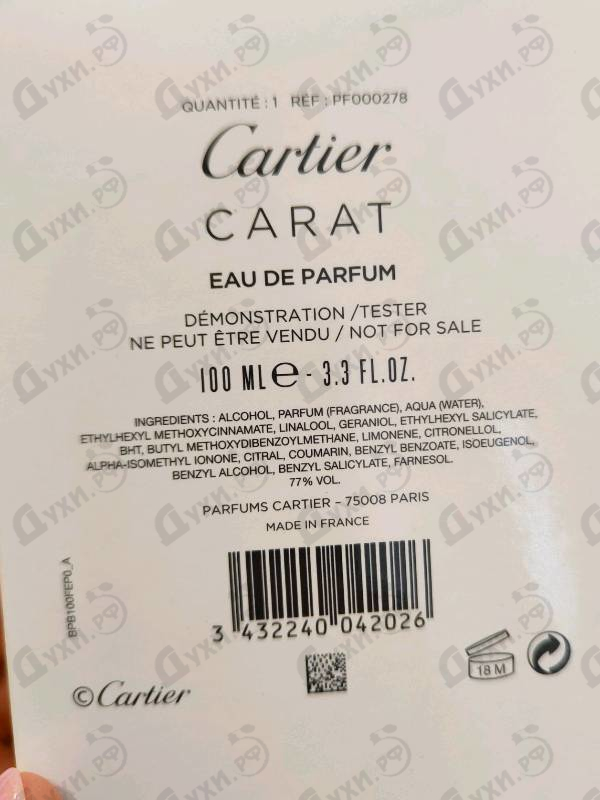 QUANTITÉ : 1 RÉF : PF000278
Cartier
CARAT
EAU DE PARFUM
DÉMONSTRATION /TESTER
NE PEUT ÊTRE VENDU / NOT FOR SALE
100 ML e - 3.3 FL.OZ.
INGREDIENTS : ALCOHOL, PARFUM (FRAGRANCE), AQUA (WATER),
ETHYLHEXYL METHOXYCINNAMATE, LINALOOL, GERANIOL, ETHYLHEXYL SALICYLATE,
BHT, BUTYL METHOXYDIBENZOYLMETHANE, LIMONENE, CITRONELLOL,
ALPHA-ISOMETHYL IONONE, CITRAL, COUMARIN, BENZYL BENZOATE, ISOEUGENOL,
BENZYL ALCOHOL, BENZYL SALICYLATE, FARNESOL.
77% VOL.
PARFUMS CARTIER – 75008 PARIS
MADE IN FRANCE
BPB100FEP0_A
3 432240 042026
18 M
©Cartier
Духи.рф